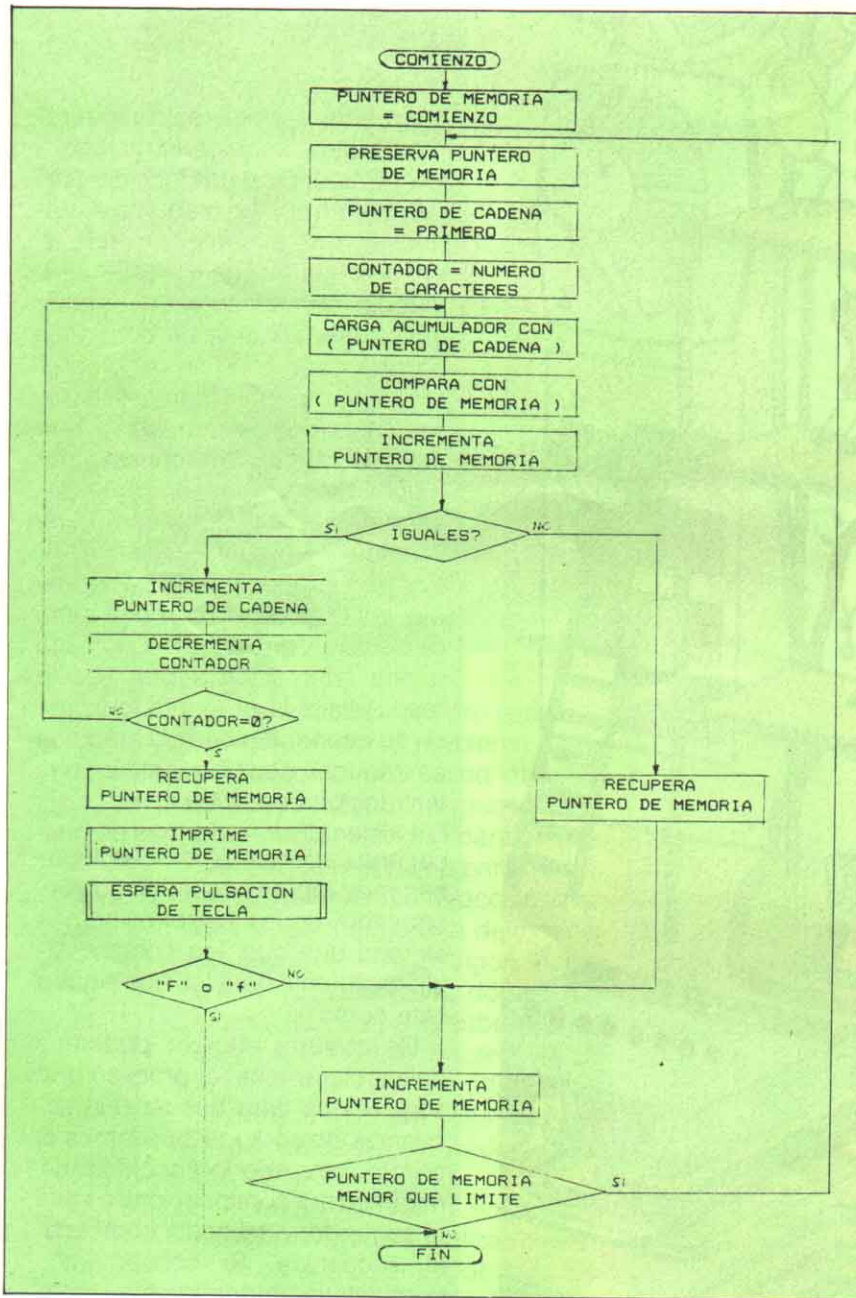 COMIENZO
PUNTERO DE MEMORIA
= COMIENZO
PRESERVA PUNTERO
DE MEMORIA
PUNTERO DE CADENA
= PRIMERO
CONTADOR = NUMERO
DE CARACTERES
CARGA ACUMULADOR CON
( PUNTERO DE CADENA )
COMPARA CON
( PUNTERO DE MEMORIA )
INCREMENTA
PUNTERO DE MEMORIA
SI
IGUALES?
NO
INCREMENTA
PUNTERO DE CADENA
DECREMENTA
CONTADOR
NO
CONTADOR=0?
S
RECUPERA
PUNTERO DE MEMORIA
IMPRIME
PUNTERO DE MEMORIA
ESPERA PULSACION
DE TECLA
"F" o "f"
NO
SI
RECUPERA
PUNTERO DE MEMORIA
INCREMENTA
PUNTERO DE MEMORIA
PUNTERO DE MEMORIA
MENOR QUE LIMITE
SI
NO
FIN